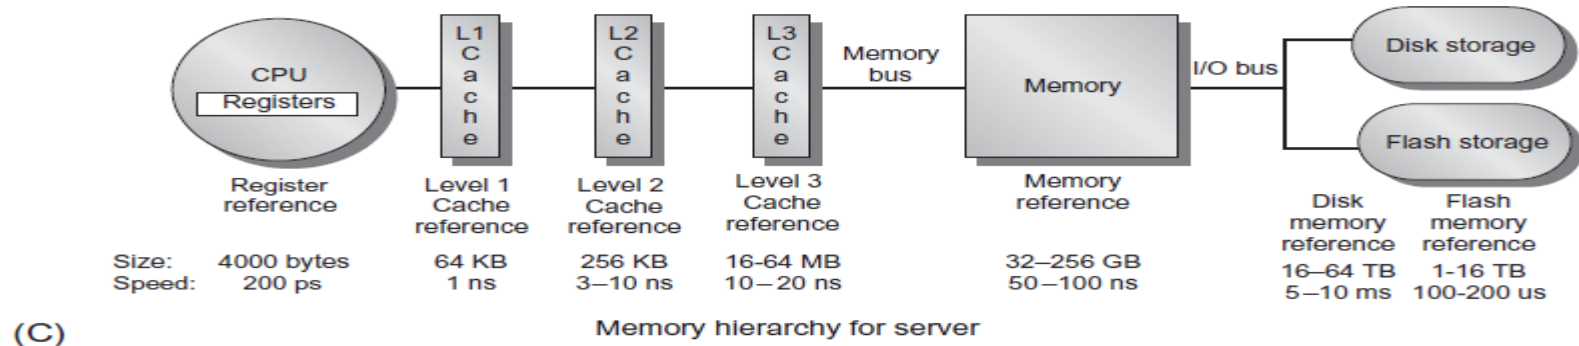 CPU
Registers
L1
C
a
c
h
e
L2
C
a
c
h
e
L3
C
a
c
h
e
Memory
bus
Memory
I/O bus
Disk storage
Flash storage
Register
reference
Level 1
Cache
reference
Level 2
Cache
reference
Level 3
Cache
reference
Memory
reference
Disk
memory
reference
Flash
memory
reference
Size: 4000 bytes 64 KB 256 KB 16-64 MB 32–256 GB 16–64 TB 1-16 TB
Speed: 200 ps 1 ns 3–10 ns 10–20 ns 50–100 ns 5–10 ms 100-200 us
(C) Memory hierarchy for server